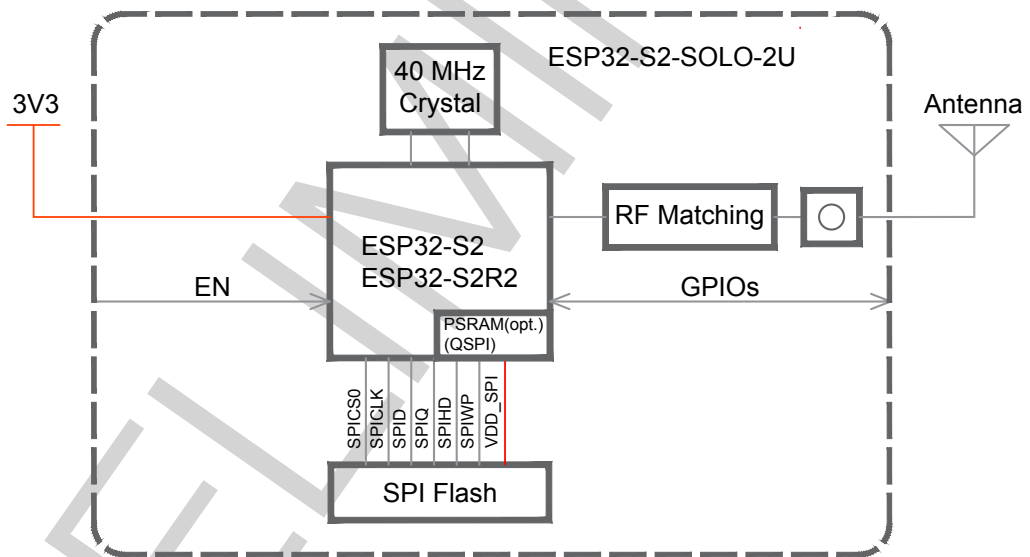 ESP32-S2-SOLO-2U
40 MHz
Crystal
3V3
Antenna
RF Matching
ESP32-S2
ESP32-S2R2
EN
GPIOs
PSRAM(opt.)
(QSPI)
SPICS0
SPICLK
SPID
SPIQ
SPIHD
SPIWP
VDD_SPI
SPI Flash